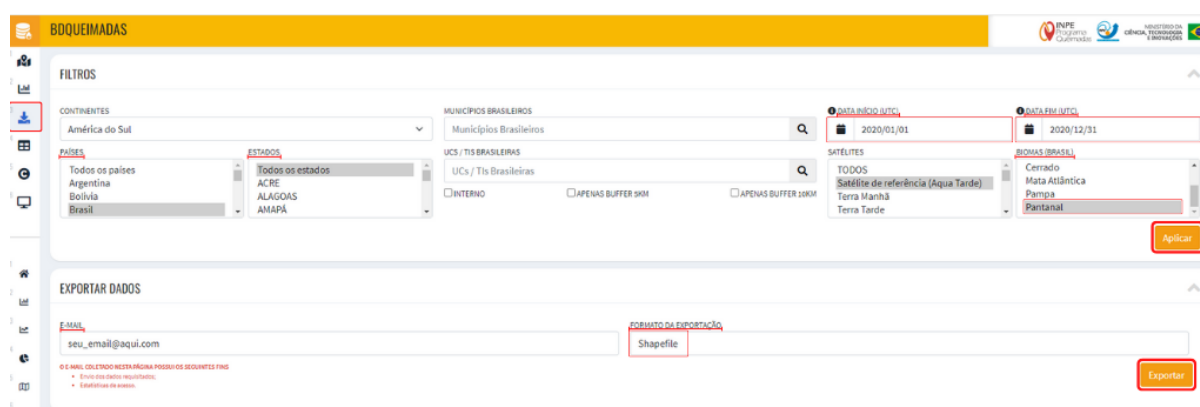 BDQUEIMADAS
INPE
Programa
Queimadas
MINISTÉRIO DA
CIÊNCIA, TECNOLOGIA
E INOVAÇÕES
FILTROS
CONTINENTES
América do Sul
MUNICÍPIOS BRASILEIROS
Municípios Brasileiros
DATA INÍCIO (UTC)
2020/01/01
DATA FIM (UTC)
2020/12/31
PAÍSES
Todos os países
Argentina
Bolivia
Brasil
ESTADOS
Todos os estados
ACRE
ALAGOAS
AMAPÁ
UCS / TIS BRASILEIRAS
UCs / TIs Brasileiras
INTERNO
APENAS BUFFER 5KM
APENAS BUFFER 10KM
SATÉLITES
TODOS
Satélite de referência (Aqua Tarde)
Terra Manhã
Terra Tarde
BIOMAS (BRASIL)
Cerrado
Mata Atlântica
Pampa
Pantanal
Aplicar
EXPORTAR DADOS
E-MAIL
seu_email@aqui.com
FORMATO DA EXPORTAÇÃO
Shapefile
O E-MAIL COLETADO NESTA PÁGINA POSSUI OS SEGUINTES FINS
Envio dos dados requisitados;
Estatísticas de acesso.
Exportar